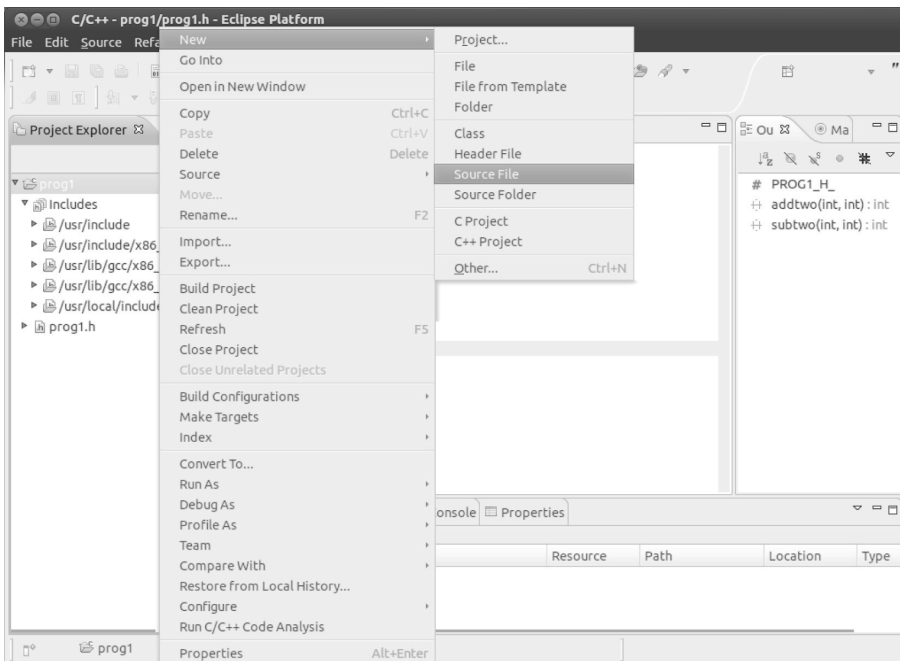 C/C++ - prog1/prog1.h - Eclipse Platform
File Edit Source Refa
New
Go Into
Open in New Window
Copy Ctrl+C
Paste Ctrl+V
Delete Delete
Source
Move...
Rename... F2
Import...
Export...
Build Project
Clean Project
Refresh F5
Close Project
Close Unrelated Projects
Build Configurations
Make Targets
Index
Convert To...
Run As
Debug As
Profile As
Team
Compare With
Restore from Local History...
Configure
Run C/C++ Code Analysis
Properties Alt+Enter
Project...
File
File from Template
Folder
Class
Header File
Source File
Source Folder
C Project
C++ Project
Other... Ctrl+N
Project Explorer
prog1
Includes
/usr/include
/usr/include/x86_
/usr/lib/gcc/x86_
/usr/lib/gcc/x86_
/usr/local/include
prog1.h
Ou Ma
# PROG1_H_
addtwo(int, int) : int
subtwo(int, int) : int
onsole Properties
Resource Path Location Type
prog1